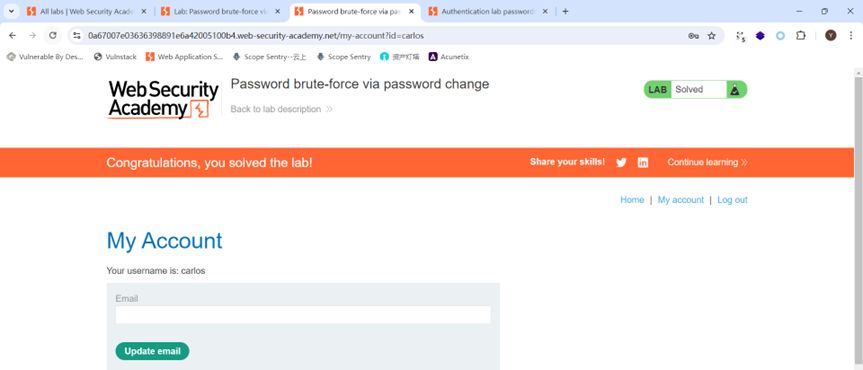 All labs | Web Security Acade
Lab: Password brute-force via
Password brute-force via pas
Authentication lab password
0a67007e03636398891e6a42005100b4.web-security-academy.net/my-account?id=carlos
Vulnerable By Des...
Vulnstack
Web Application S...
Scope Sentry--云上
Scope Sentry
资产灯塔
Acunetix
Web Security
Academy
Password brute-force via password change
Back to lab description
LAB Solved
Congratulations, you solved the lab!
Share your skills!
Continue learning
Home | My account | Log out
My Account
Your username is: carlos
Email
Update email